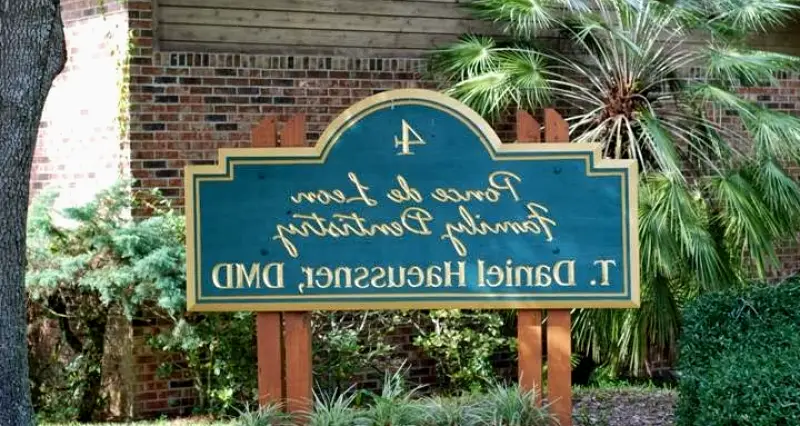 4
Ponce de Leon
Family Dentistry
T. Daniel Haeussner, DMD